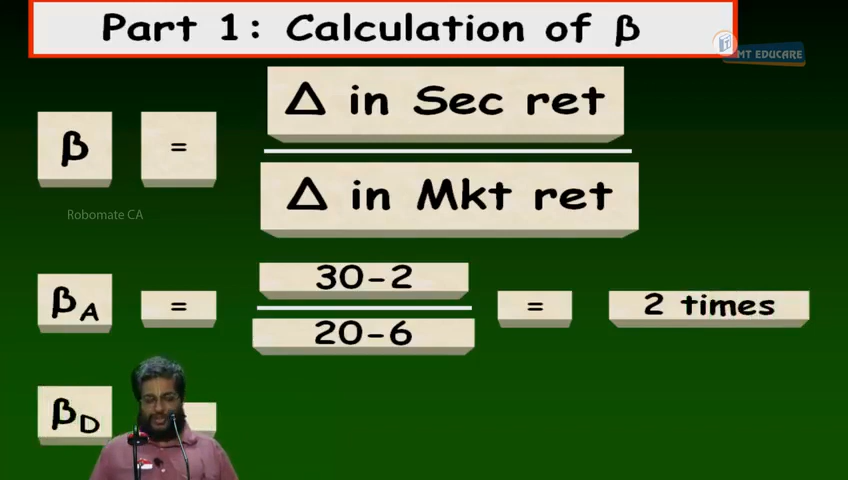 Part 1: Calculation of β
MT EDUCARE
β = Δ in Sec ret
Δ in Mkt ret
Robomate CA
βA = 30-2
20-6
= 2 times
βD